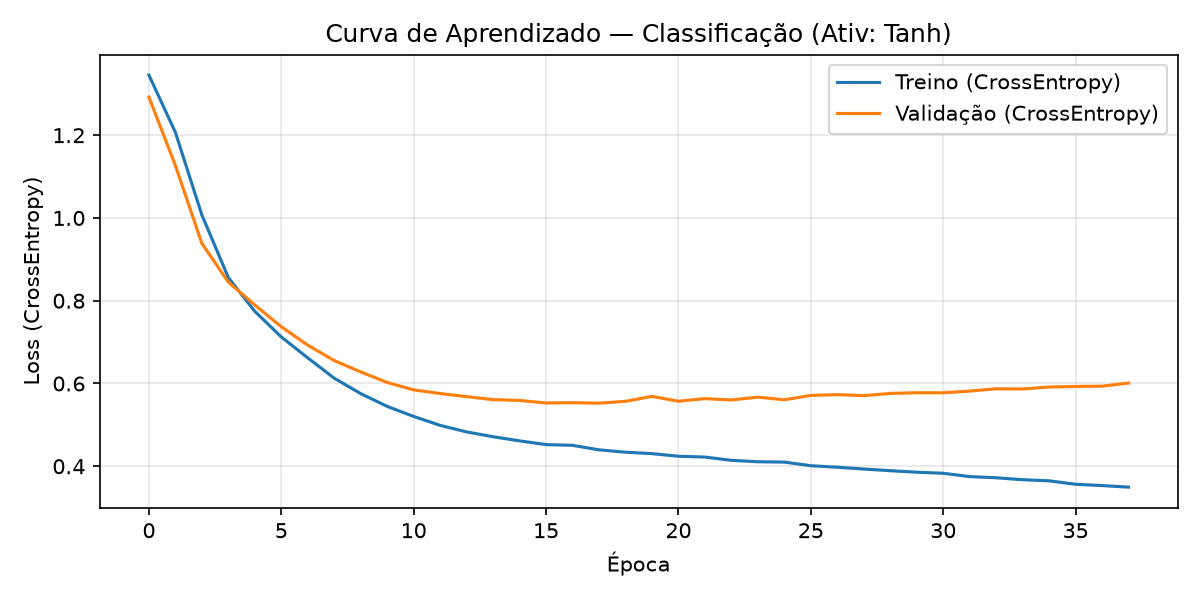 Curva de Aprendizado — Classificação (Ativ: Tanh)
Treino (CrossEntropy)
Validação (CrossEntropy)
Loss (CrossEntropy)
1.2
1.0
0.8
0.6
0.4
0 5 10 15 20 25 30 35
Época